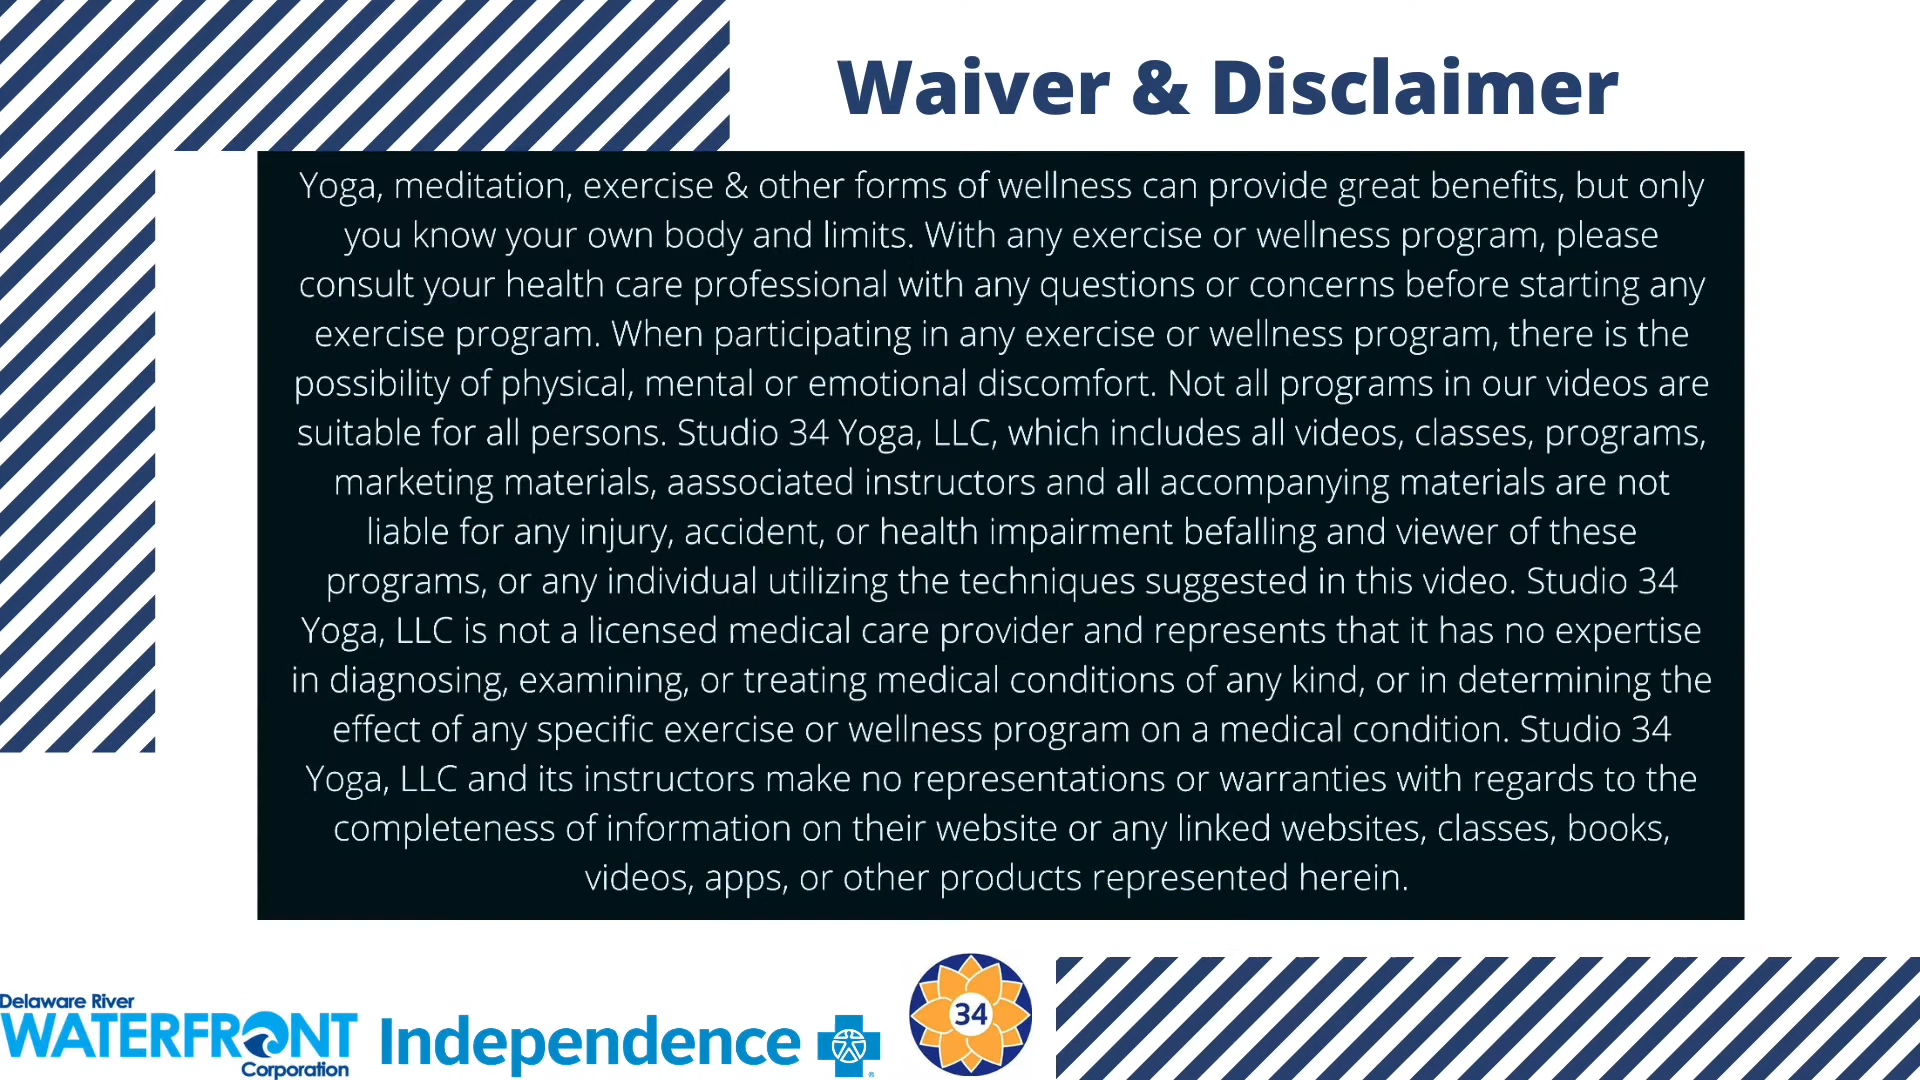 Waiver & Disclaimer
Yoga, meditation, exercise & other forms of wellness can provide great benefits, but only
you know your own body and limits. With any exercise or wellness program, please
consult your health care professional with any questions or concerns before starting any
exercise program. When participating in any exercise or wellness program, there is the
possibility of physical, mental or emotional discomfort. Not all programs in our videos are
suitable for all persons. Studio 34 Yoga, LLC, which includes all videos, classes, programs,
marketing materials, aassociated instructors and all accompanying materials are not
liable for any injury, accident, or health impairment befalling and viewer of these
programs, or any individual utilizing the techniques suggested in this video. Studio 34
Yoga, LLC is not a licensed medical care provider and represents that it has no expertise
in diagnosing, examining, or treating medical conditions of any kind, or in determining the
effect of any specific exercise or wellness program on a medical condition. Studio 34
Yoga, LLC and its instructors make no representations or warranties with regards to the
completeness of information on their website or any linked websites, classes, books,
videos, apps, or other products represented herein.
Delaware River
WATERFRONT
Corporation
Independence
®
34